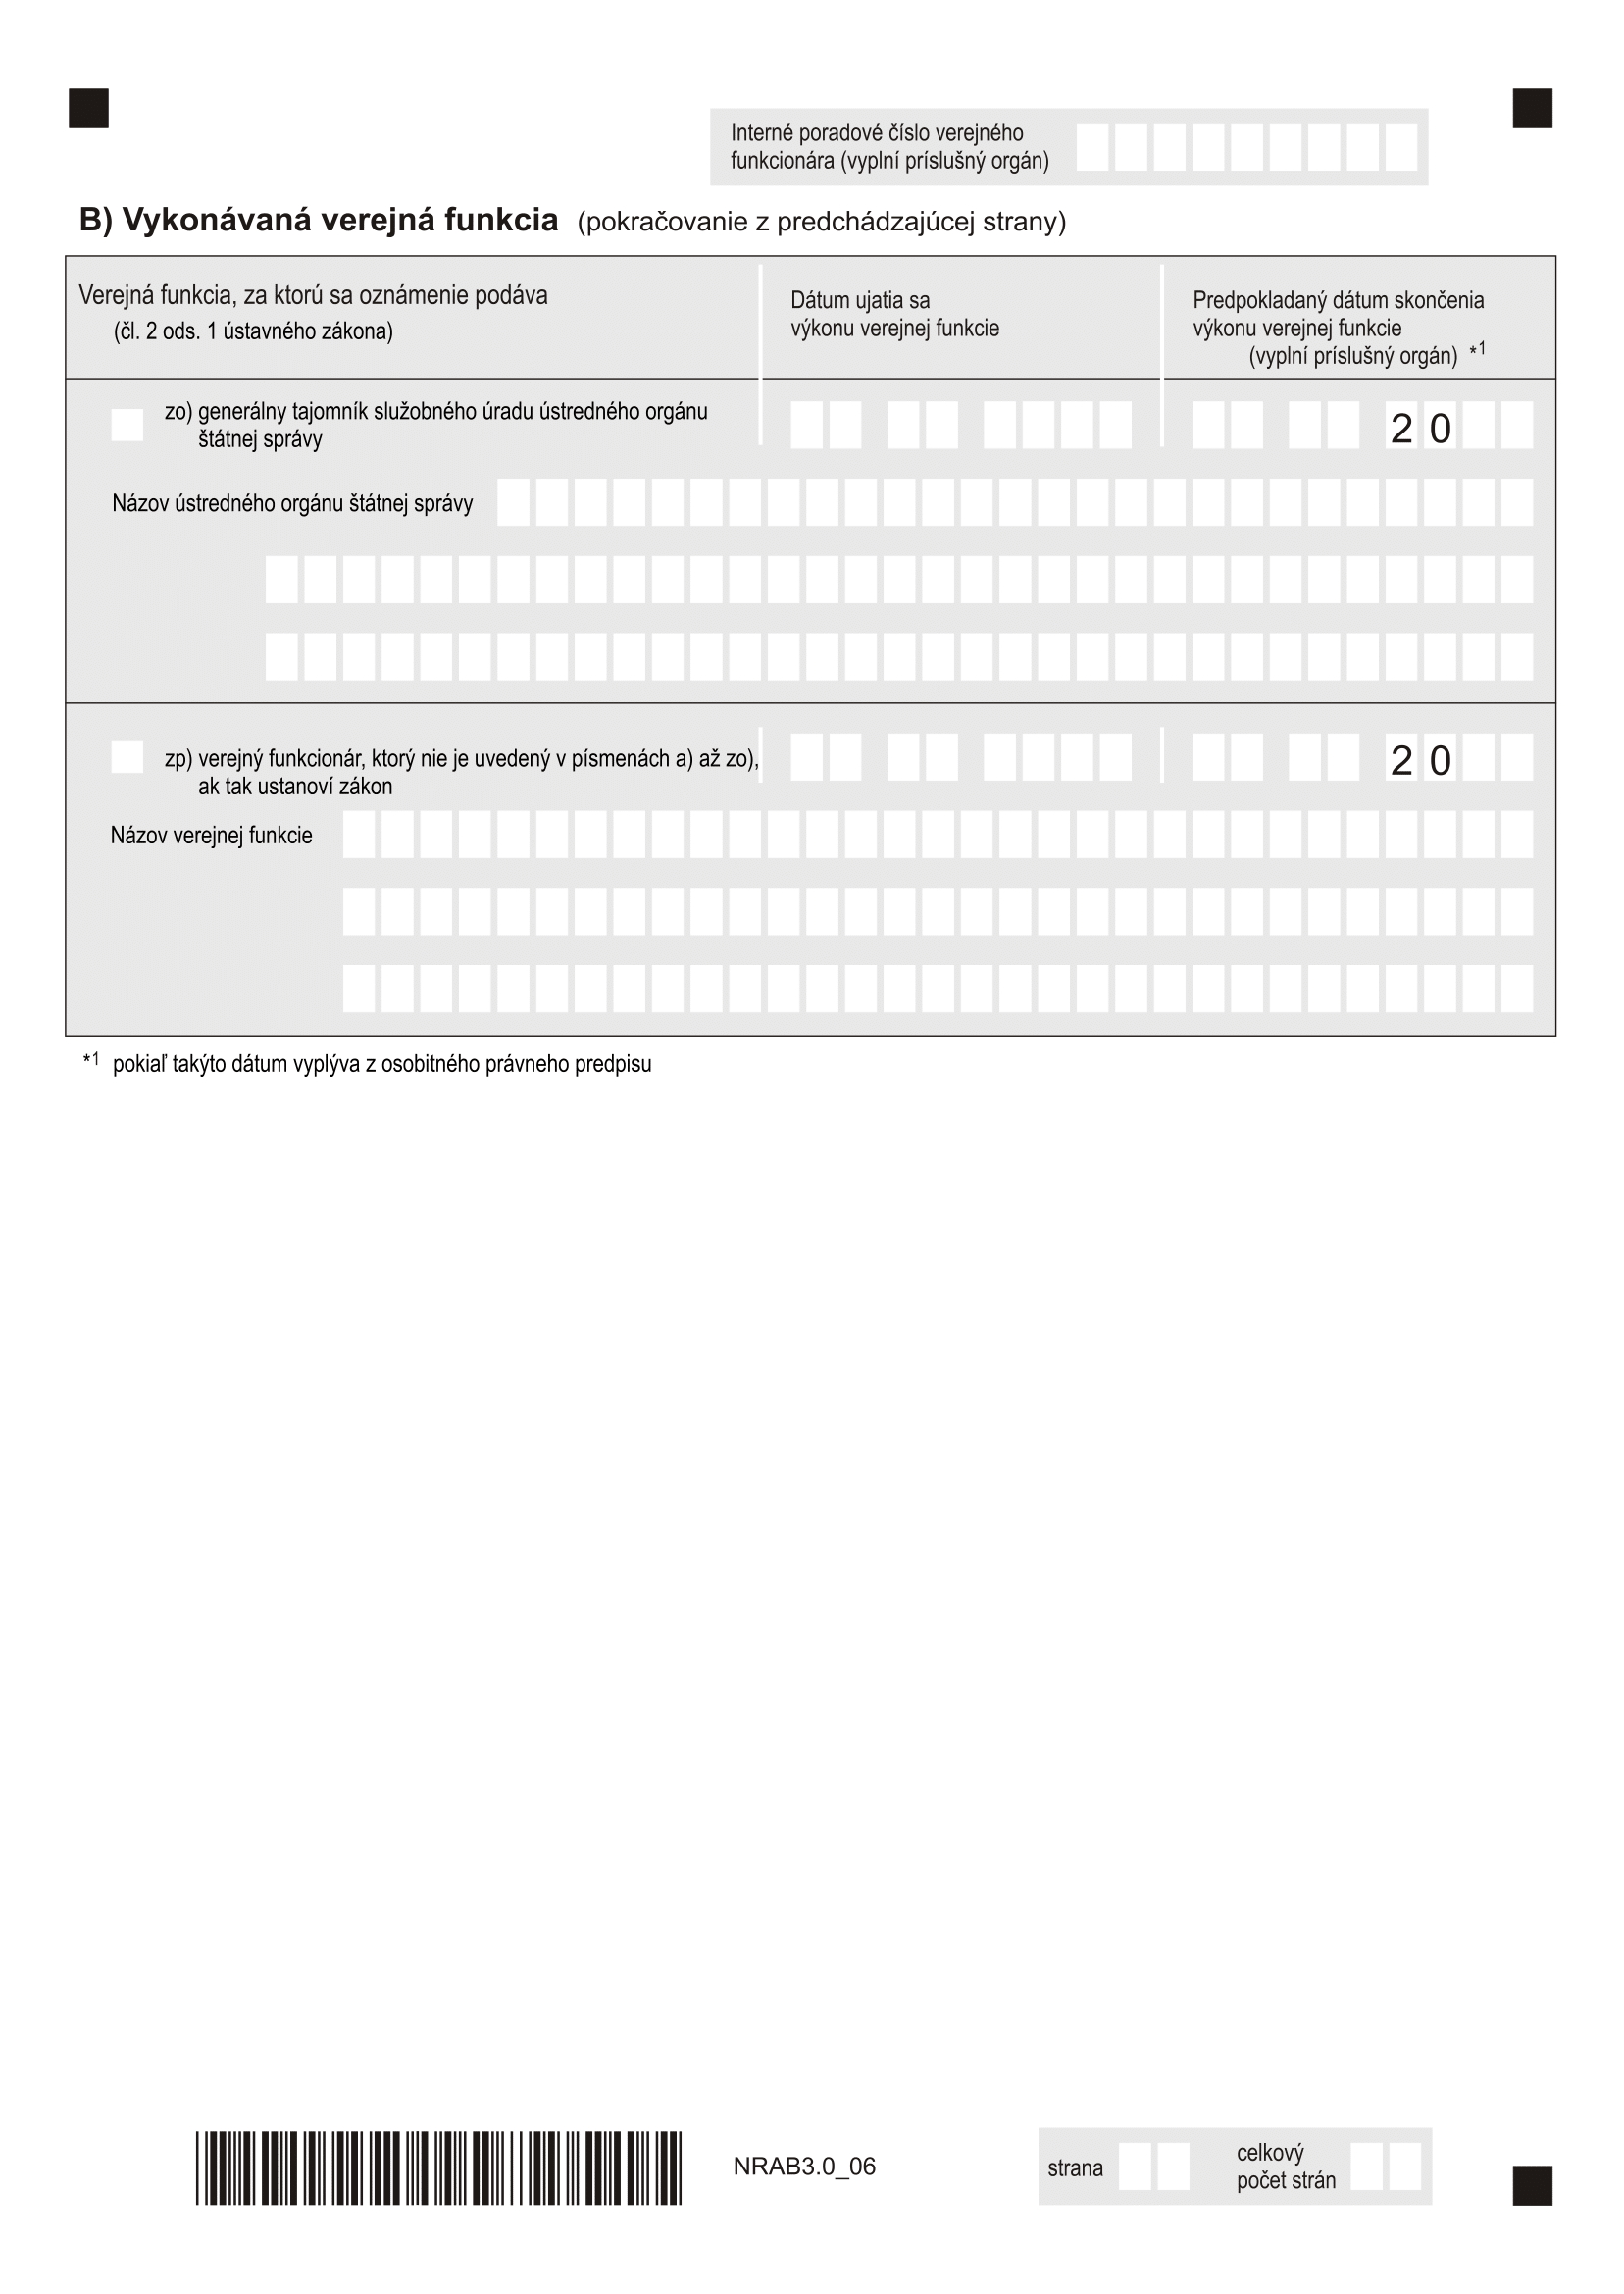 Interné poradové číslo verejného
funkcionára (vyplní príslušný orgán)
B) Vykonávaná verejná funkcia (pokračovanie z predchádzajúcej strany)
Verejná funkcia, za ktorú sa oznámenie podáva
(čl. 2 ods. 1 ústavného zákona)
Dátum ujatia sa
výkonu verejnej funkcie
Predpokladaný dátum skončenia
výkonu verejnej funkcie
(vyplní príslušný orgán) *1
zo) generálny tajomník služobného úradu ústredného orgánu
štátnej správy
2 0
Názov ústredného orgánu štátnej správy
zp) verejný funkcionár, ktorý nie je uvedený v písmenách a) až zo),
ak tak ustanoví zákon
2 0
Názov verejnej funkcie
*1 pokiaľ takýto dátum vyplýva z osobitného právneho predpisu
NRAB3.0_06
strana
celkový
počet strán